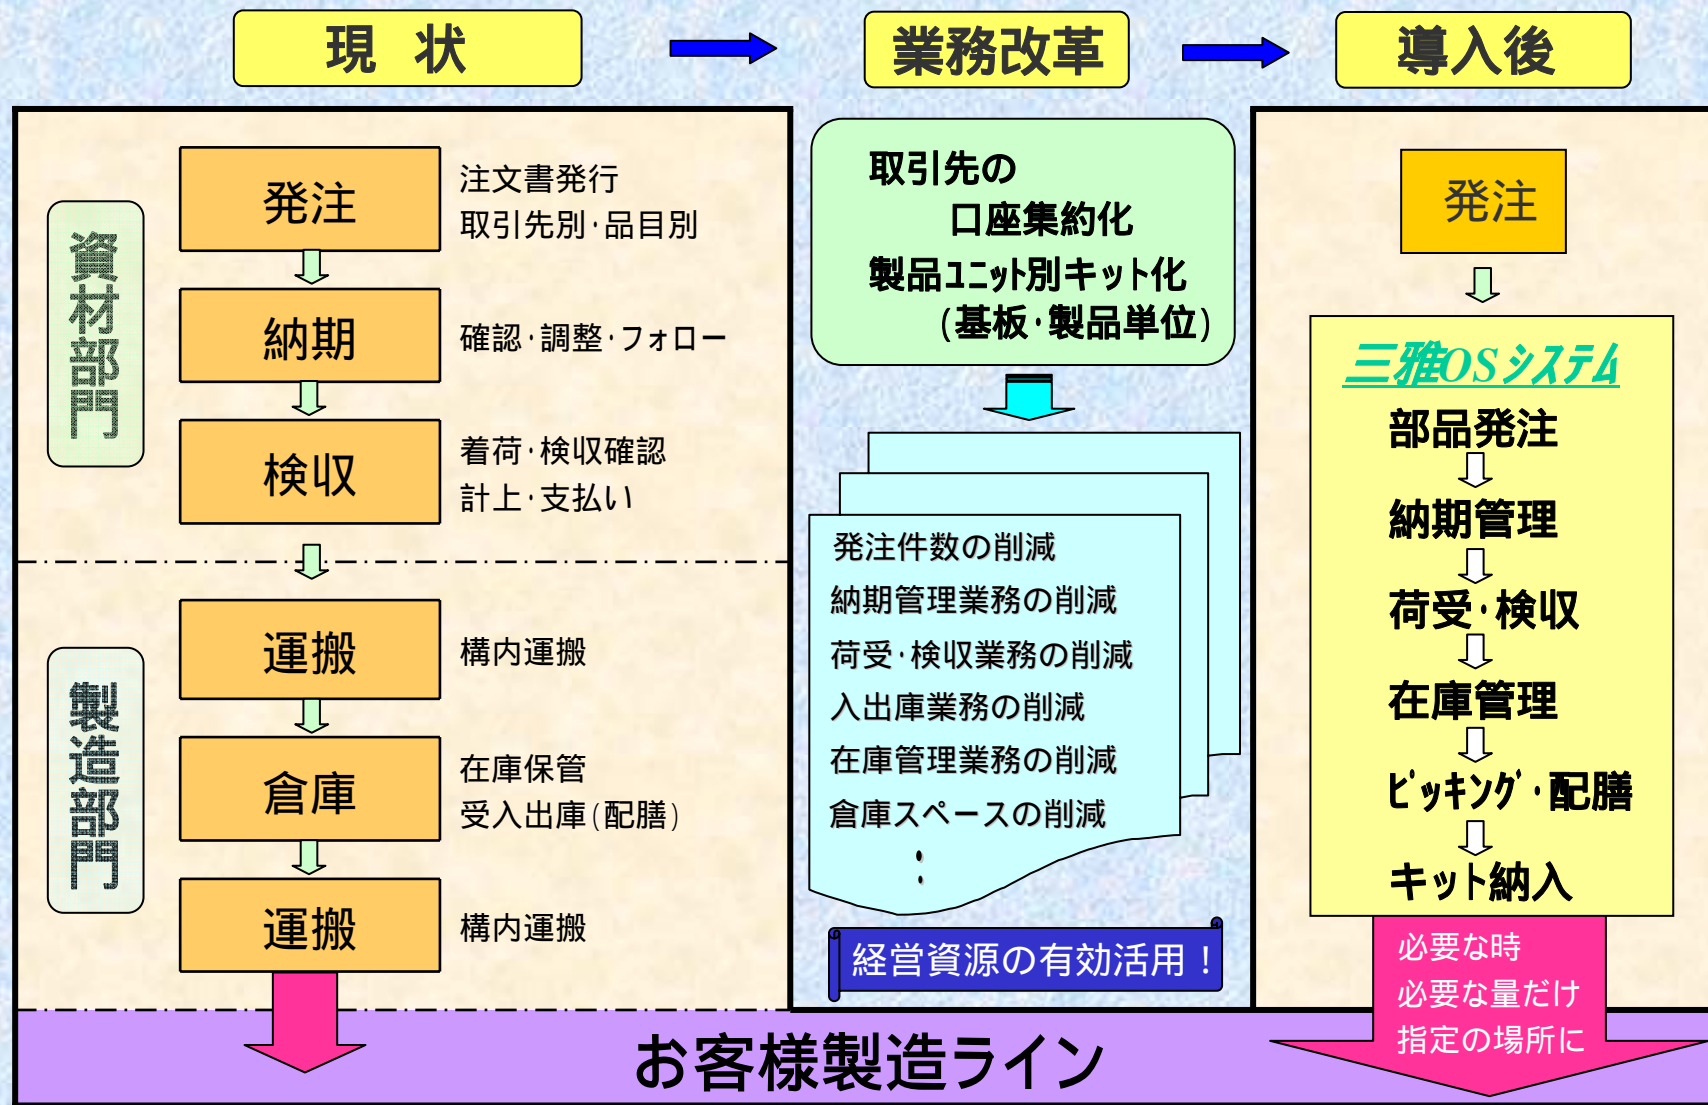 現 状
業務改革
導入後
資材部門
発注
注文書発行
取引先別・品目別
納期
確認・調整・フォロー
検収
着荷・検収確認
計上・支払い
製造部門
運搬
構内運搬
倉庫
在庫保管
受入出庫(配膳)
運搬
構内運搬
取引先の
口座集約化
製品ﾕﾆｯﾄ別キット化
(基板・製品単位)
発注件数の削減
納期管理業務の削減
荷受・検収業務の削減
入出庫業務の削減
在庫管理業務の削減
倉庫スペースの削減
：
経営資源の有効活用！
発注
三雅OSシステム
部品発注
納期管理
荷受・検収
在庫管理
ﾋﾟｯｷﾝｸﾞ・配膳
キット納入
必要な時
必要な量だけ
指定の場所に
お客様製造ライン